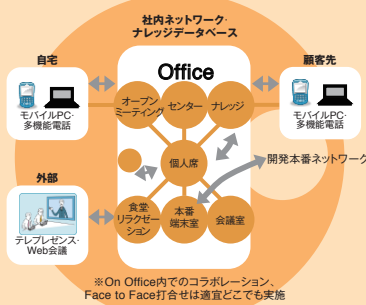 社内ネットワーク・
ナレッジデータベース
自宅
顧客先
Office
モバイルPC・
多機能電話
オープン
ミーティング
センター
ナレッジ
モバイルPC・
多機能電話
個人席
開発本番ネットワーク
外部
テレプレゼンス・
Web会議
食堂
リラクゼー
ション
本番
端末室
会議室
※On Office内でのコラボレーション、
Face to Face打合せは適宜どこでも実施